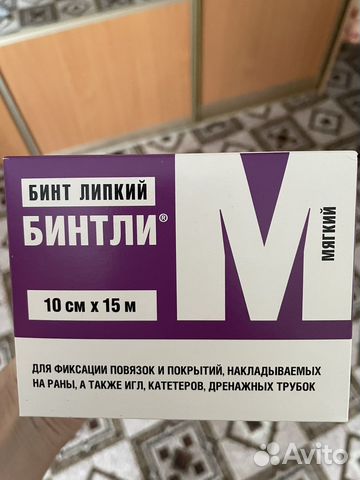 БИНТ ЛИПКИЙ
БИНТЛИ®
М
МЯГКИЙ
10 см х 15 м
ДЛЯ ФИКСАЦИИ ПОВЯЗОК И ПОКРЫТИЙ, НАКЛАДЫВАЕМЫХ
НА РАНЫ, А ТАКЖЕ ИГЛ, КАТЕТЕРОВ, ДРЕНАЖНЫХ ТРУБОК
Avito